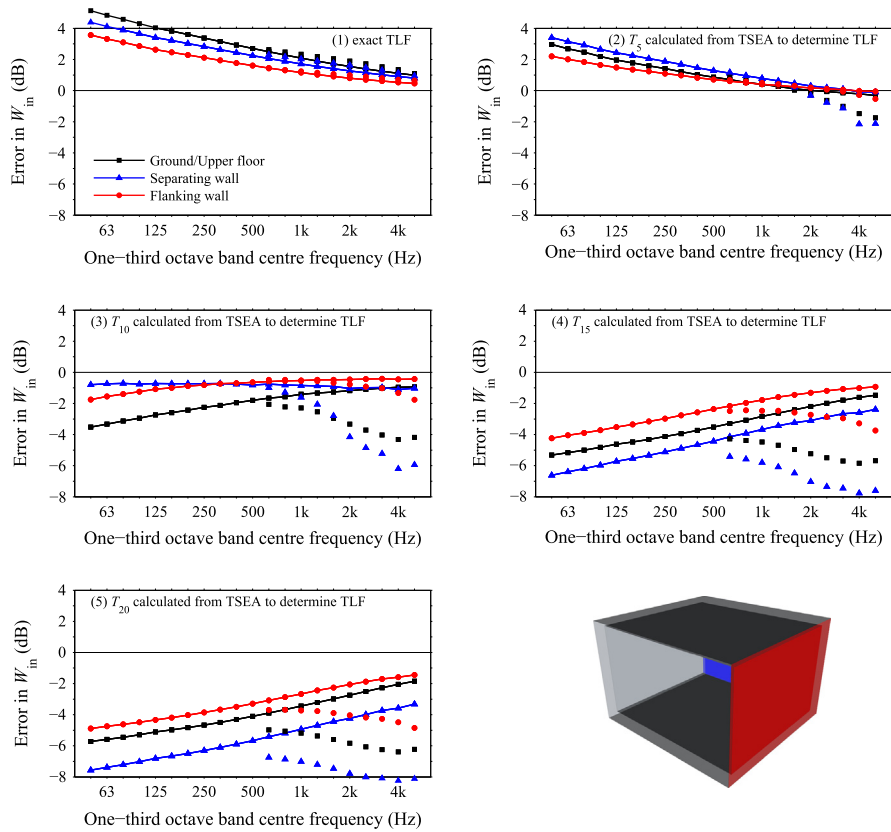 4
2
0
−2
−4
−6
−8
Error in W_in (dB)
(1) exact TLF
Ground/Upper floor
Separating wall
Flanking wall
63 125 250 500 1k 2k 4k
One−third octave band centre frequency (Hz)
4
2
0
−2
−4
−6
−8
Error in W_in (dB)
(2) T_5 calculated from TSEA to determine TLF
63 125 250 500 1k 2k 4k
One−third octave band centre frequency (Hz)
4
2
0
−2
−4
−6
−8
Error in W_in (dB)
(3) T_10 calculated from TSEA to determine TLF
63 125 250 500 1k 2k 4k
One−third octave band centre frequency (Hz)
4
2
0
−2
−4
−6
−8
Error in W_in (dB)
(4) T_15 calculated from TSEA to determine TLF
63 125 250 500 1k 2k 4k
One−third octave band centre frequency (Hz)
4
2
0
−2
−4
−6
−8
Error in W_in (dB)
(5) T_20 calculated from TSEA to determine TLF
63 125 250 500 1k 2k 4k
One−third octave band centre frequency (Hz)